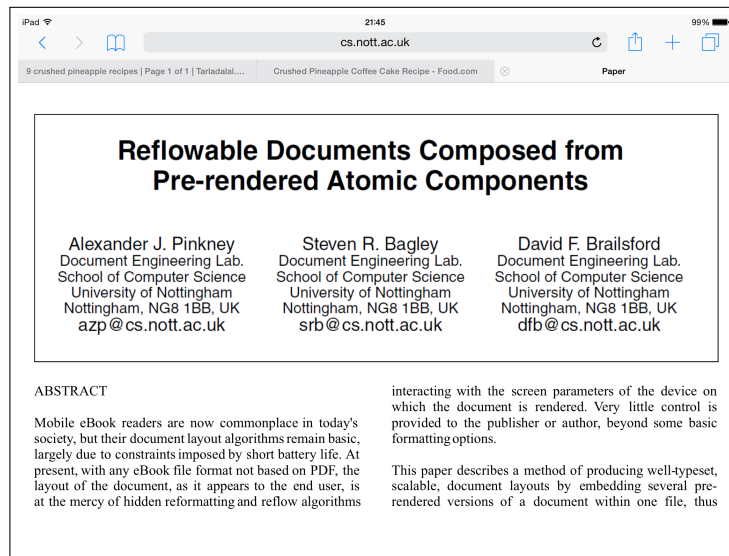 iPad
21:45
99%
cs.nott.ac.uk
9 crushed pineapple recipes | Page 1 of 1 | Tarladalal....
Crushed Pineapple Coffee Cake Recipe - Food.com
Paper
Reflowable Documents Composed from
Pre-rendered Atomic Components
Alexander J. Pinkney
Document Engineering Lab.
School of Computer Science
University of Nottingham
Nottingham, NG8 1BB, UK
azp@cs.nott.ac.uk
Steven R. Bagley
Document Engineering Lab.
School of Computer Science
University of Nottingham
Nottingham, NG8 1BB, UK
srb@cs.nott.ac.uk
David F. Brailsford
Document Engineering Lab.
School of Computer Science
University of Nottingham
Nottingham, NG8 1BB, UK
dfb@cs.nott.ac.uk
ABSTRACT
Mobile eBook readers are now commonplace in today's
society, but their document layout algorithms remain basic,
largely due to constraints imposed by short battery life. At
present, with any eBook file format not based on PDF, the
layout of the document, as it appears to the end user, is
at the mercy of hidden reformatting and reflow algorithms
interacting with the screen parameters of the device on
which the document is rendered. Very little control is
provided to the publisher or author, beyond some basic
formatting options.
This paper describes a method of producing well-typeset,
scalable, document layouts by embedding several pre-
rendered versions of a document within one file, thus